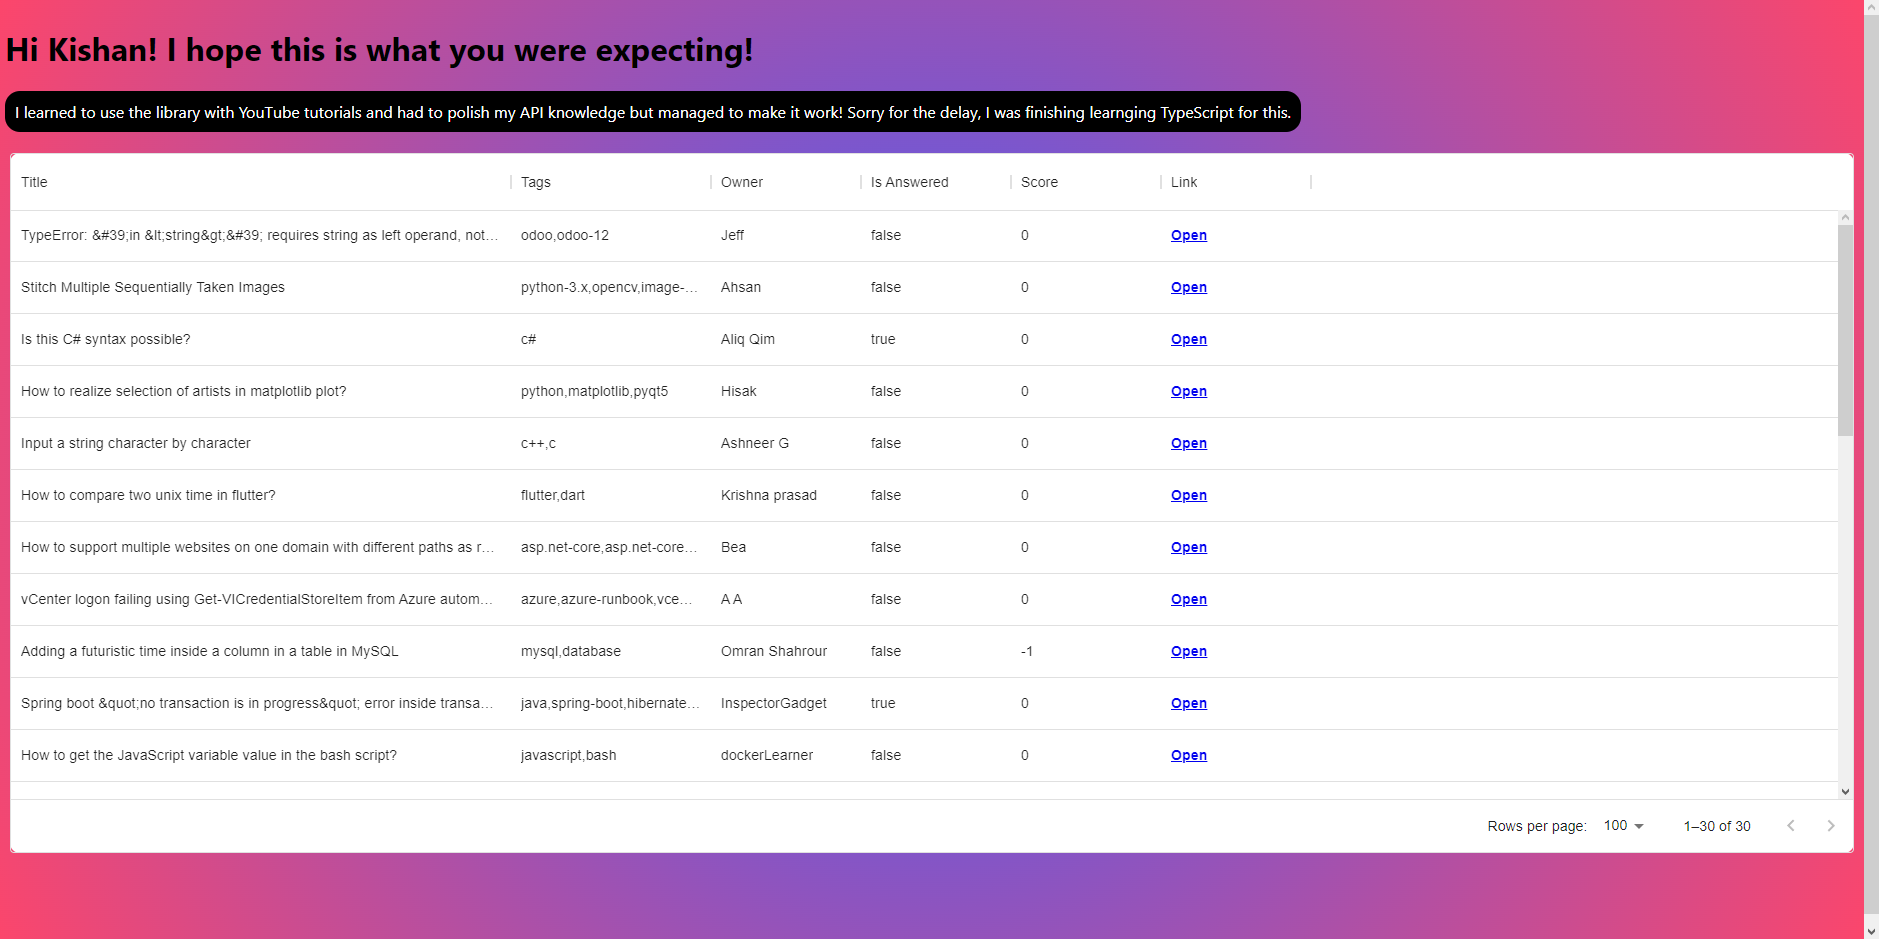 Hi Kishan! I hope this is what you were expecting!
I learned to use the library with YouTube tutorials and had to polish my API knowledge but managed to make it work! Sorry for the delay, I was finishing learnging TypeScript for this.
Title Tags Owner Is Answered Score Link
TypeError: &#39;in &lt;string&gt;&#39; requires string as left operand, not... odoo,odoo-12 Jeff false 0 Open
Stitch Multiple Sequentially Taken Images python-3.x,opencv,image-... Ahsan false 0 Open
Is this C# syntax possible? c# Aliq Qim true 0 Open
How to realize selection of artists in matplotlib plot? python,matplotlib,pyqt5 Hisak false 0 Open
Input a string character by character c++,c Ashneer G false 0 Open
How to compare two unix time in flutter? flutter,dart Krishna prasad false 0 Open
How to support multiple websites on one domain with different paths as r... asp.net-core,asp.net-core... Bea false 0 Open
vCenter logon failing using Get-VICredentialStoreItem from Azure autom... azure,azure-runbook,vce... A A false 0 Open
Adding a futuristic time inside a column in a table in MySQL mysql,database Omran Shahrour false -1 Open
Spring boot &quot;no transaction is in progress&quot; error inside transa... java,spring-boot,hibernate... InspectorGadget true 0 Open
How to get the JavaScript variable value in the bash script? javascript,bash dockerLearner false 0 Open
Rows per page: 100 1–30 of 30